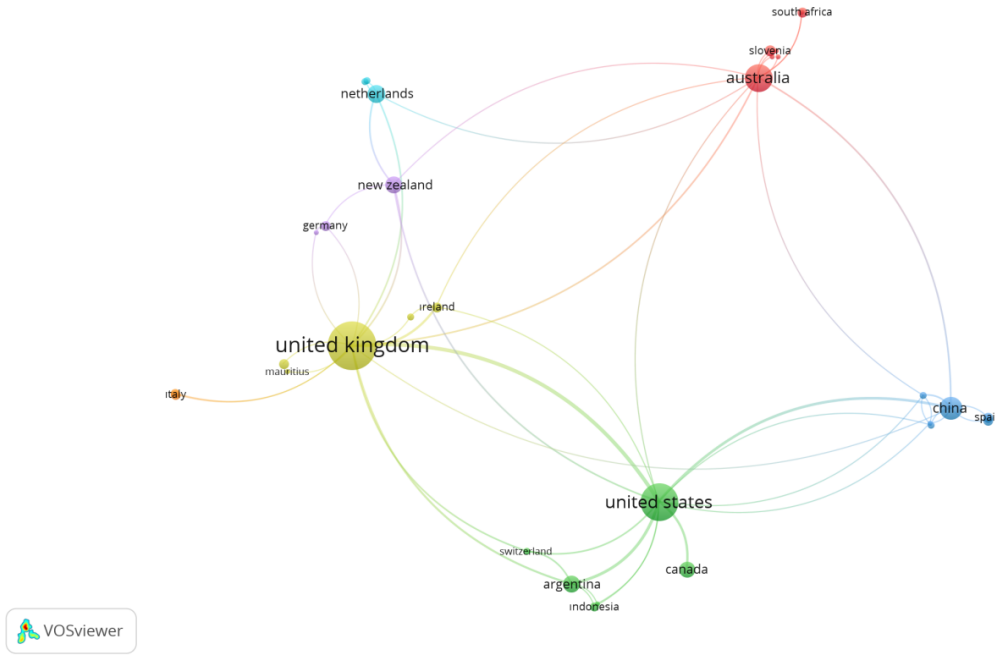 south africa
slovenia
australia
netherlands
new zealand
germany
ireland
united kingdom
mauritius
italy
china
spai
united states
switzerland
canada
argentina
indonesia
VOSviewer